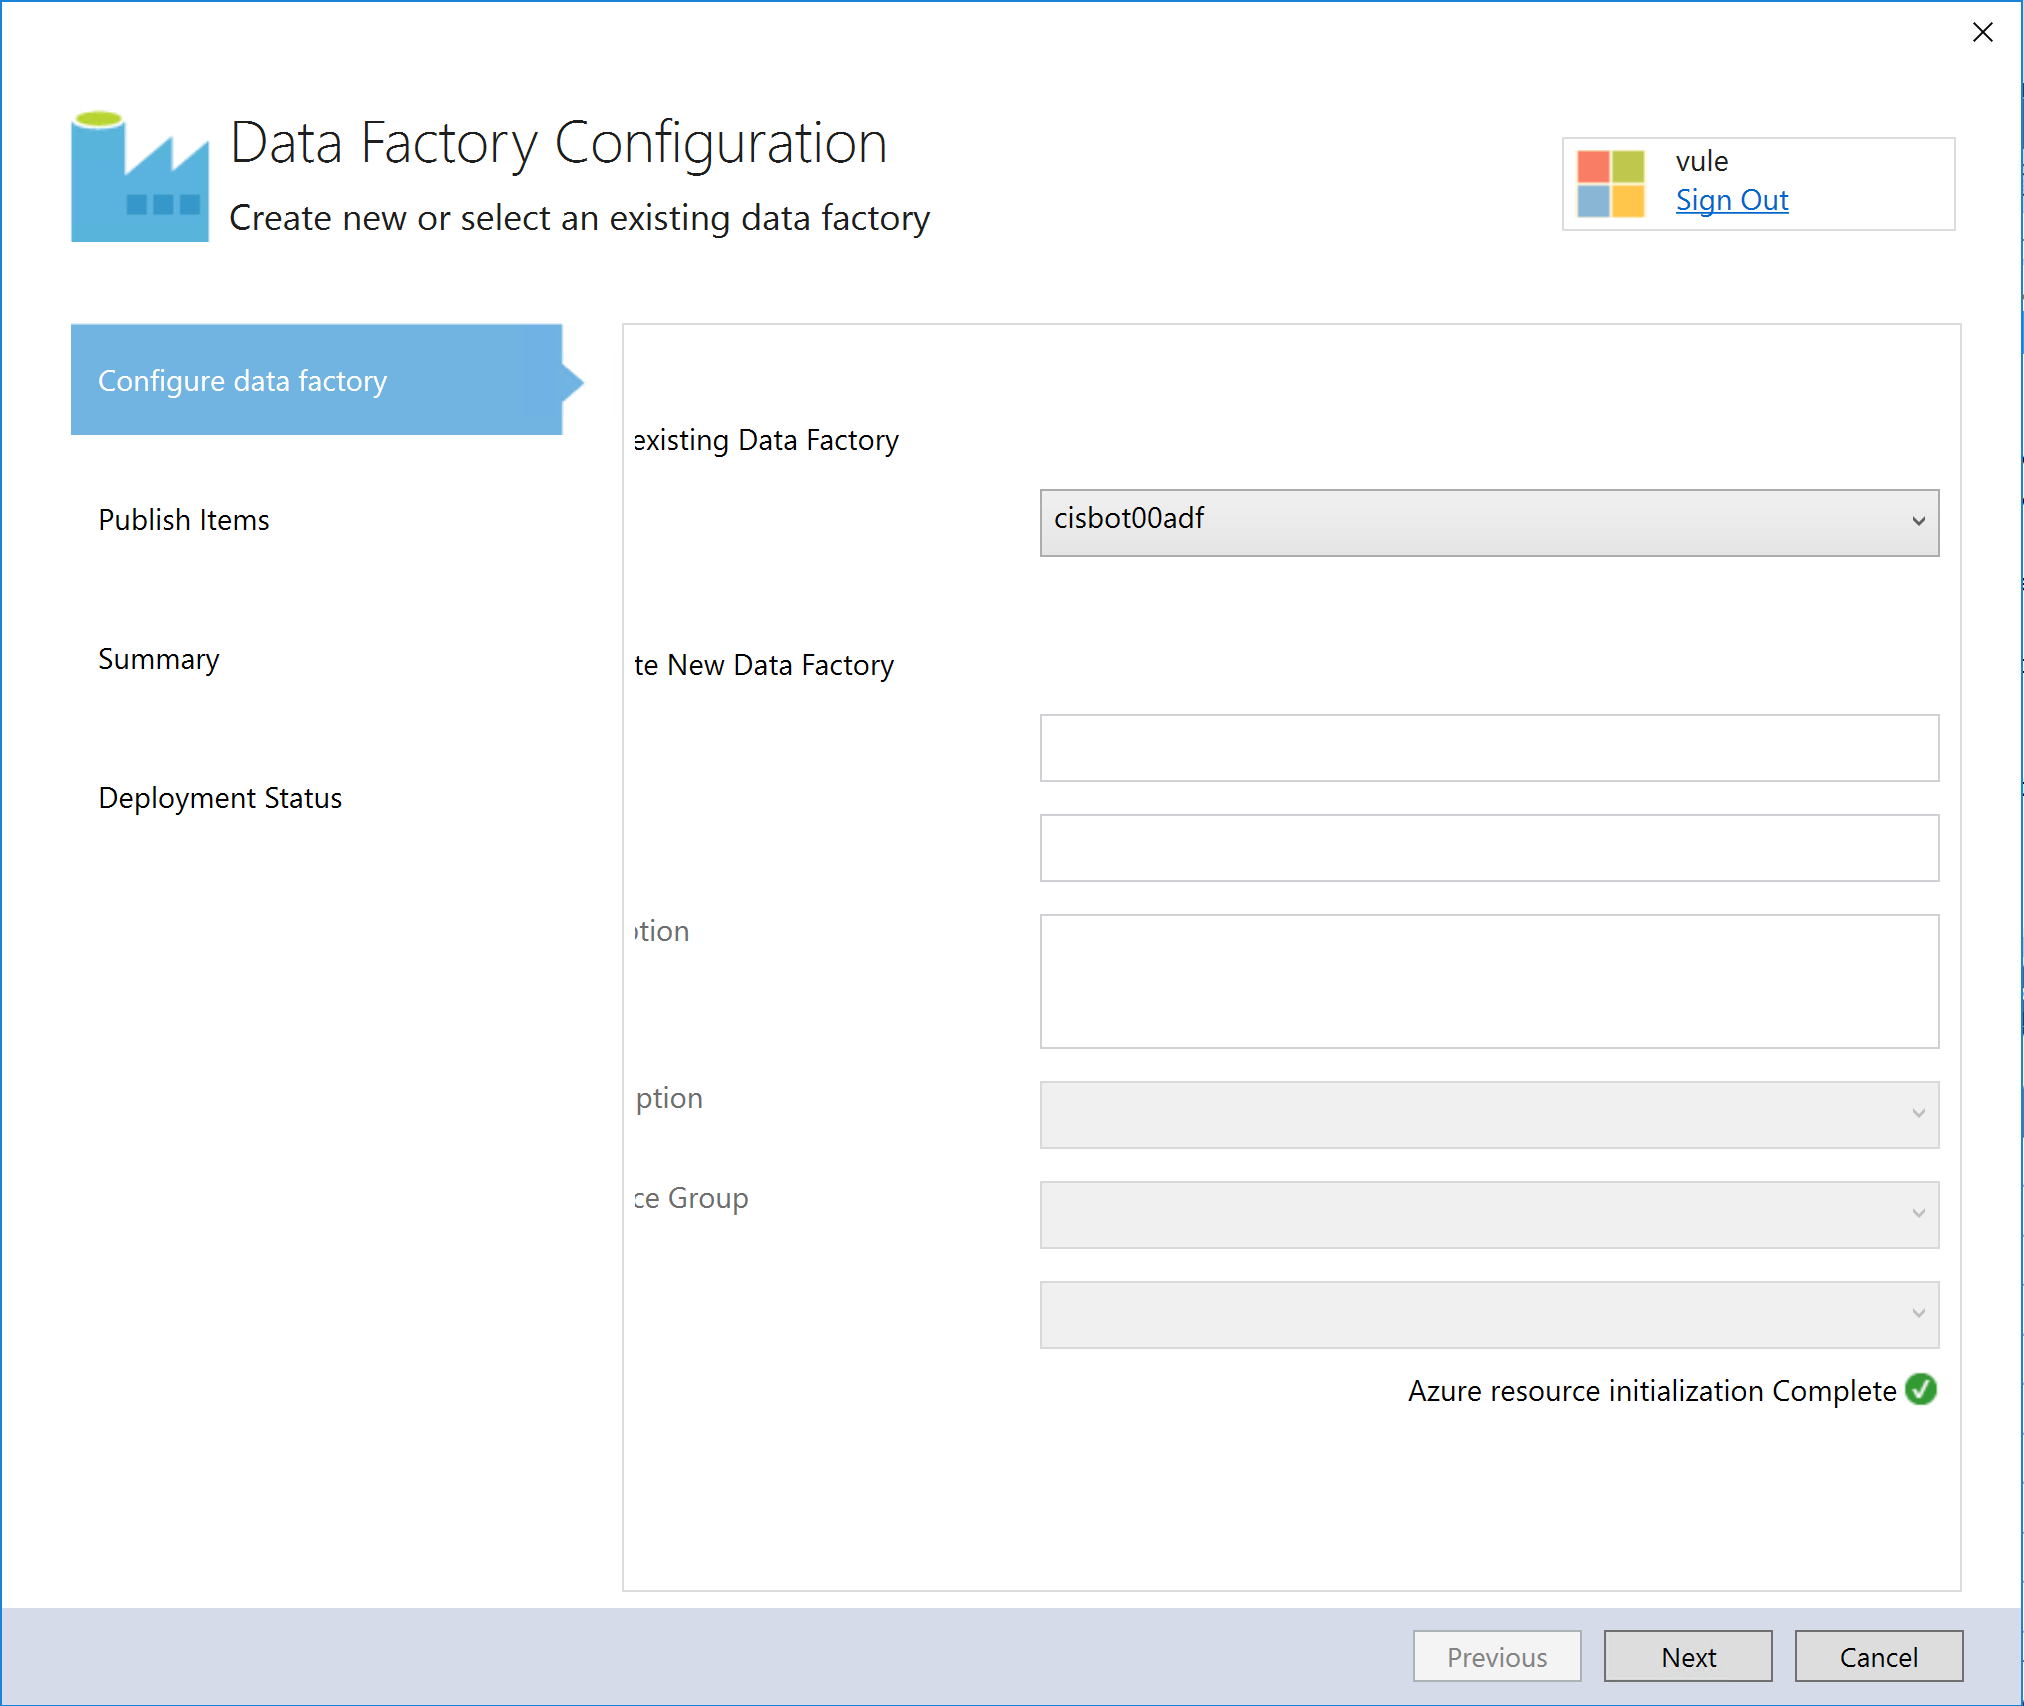 Data Factory Configuration
Create new or select an existing data factory
vule
Sign Out
Configure data factory
Publish Items
Summary
Deployment Status
existing Data Factory
cisbot00adf
te New Data Factory
tion
ption
ce Group
Azure resource initialization Complete
Previous
Next
Cancel